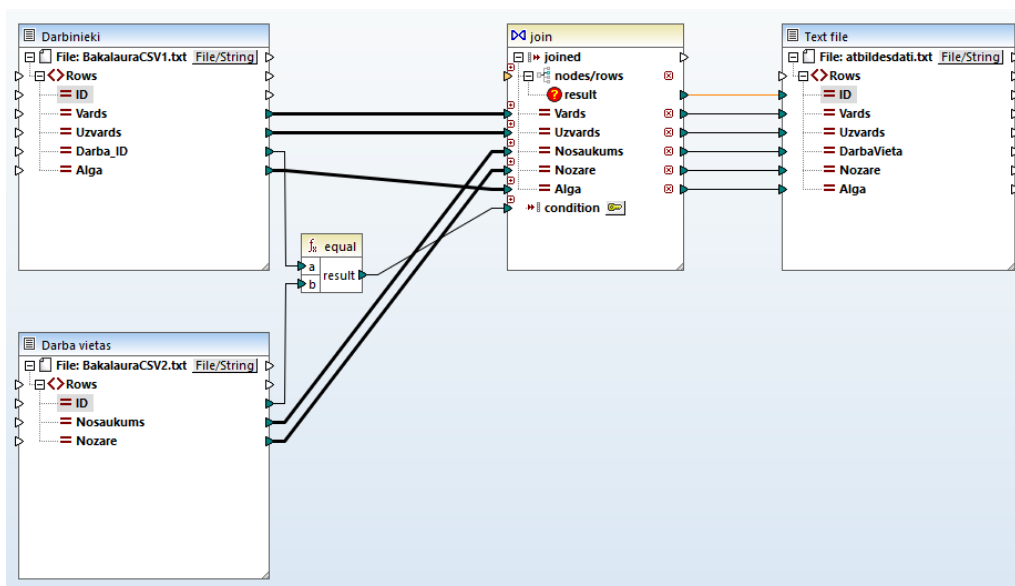 Darbinieki
File: BakalauraCSV1.txt File/String
Rows
= ID
= Vards
= Uzvards
= Darba_ID
= Alga
fx equal
a
b
result
Darba vietas
File: BakalauraCSV2.txt File/String
Rows
= ID
= Nosaukums
= Nozare
join
joined
nodes/rows
? result
= Vards
= Uzvards
= Nosaukums
= Nozare
= Alga
condition
Text file
File: atbildesdati.txt File/String
Rows
= ID
= Vards
= Uzvards
= DarbaVieta
= Nozare
= Alga